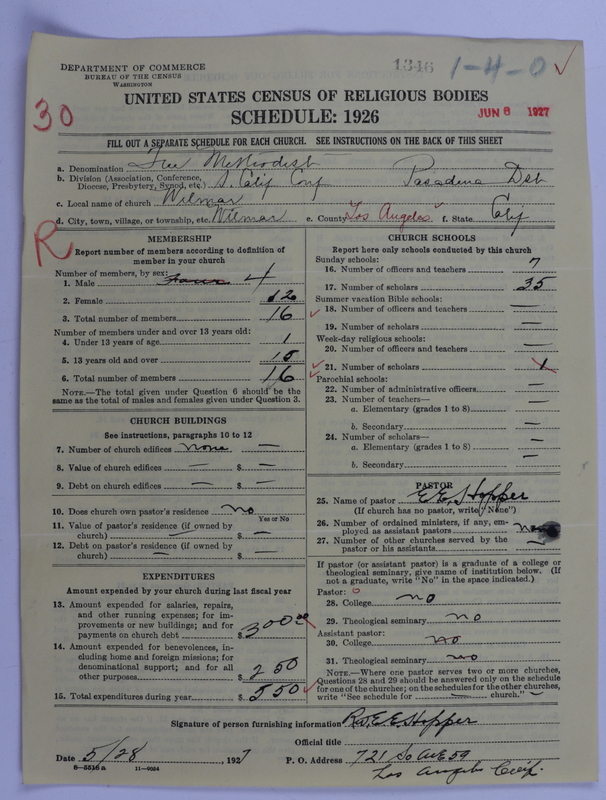 DEPARTMENT OF COMMERCE
BUREAU OF THE CENSUS
WASHINGTON
1346
1-4-0 ✓
UNITED STATES CENSUS OF RELIGIOUS BODIES
SCHEDULE: 1926
30
JUN 8 1927
FILL OUT A SEPARATE SCHEDULE FOR EACH CHURCH. SEE INSTRUCTIONS ON THE BACK OF THIS SHEET
a. Denomination Free Methodist
b. Division (Association, Conference, Diocese, Presbytery, Synod, etc.) S. Calif Conf Pasadena Dst
c. Local name of church Wilmar
d. City, town, village, or township, etc. Wilmar e. County Los Angeles f. State Calif
R
MEMBERSHIP
Report number of members according to definition of
member in your church
Number of members, by sex:
1. Male four 4
2. Female 12
3. Total number of members 16
Number of members under and over 13 years old:
4. Under 13 years of age 1
5. 13 years old and over 15
6. Total number of members 16
NOTE.—The total given under Question 6 should be the
same as the total of males and females given under Question 3.
CHURCH BUILDINGS
See instructions, paragraphs 10 to 12
7. Number of church edifices none —
8. Value of church edifices — $ —
9. Debt on church edifices — $ —
10. Does church own pastor's residence? no
Yes or No
11. Value of pastor's residence (if owned by
church) — $ —
12. Debt on pastor's residence (if owned by
church) — $ —
EXPENDITURES
Amount expended by your church during last fiscal year
13. Amount expended for salaries, repairs,
and other running expenses; for im-
provements or new buildings; and for
payments on church debt $ 300 00
14. Amount expended for benevolences,
including home and foreign missions; for
denominational support; and for all
other purposes $ 250
15. Total expenditures during year $ 550
CHURCH SCHOOLS
Report here only schools conducted by this church
Sunday schools:
16. Number of officers and teachers 7
17. Number of scholars 35
Summer vacation Bible schools:
18. Number of officers and teachers —
19. Number of scholars —
Week-day religious schools:
20. Number of officers and teachers —
21. Number of scholars
Parochial schools:
22. Number of administrative officers —
23. Number of teachers—
a. Elementary (grades 1 to 8) —
b. Secondary —
24. Number of scholars—
a. Elementary (grades 1 to 8) —
b. Secondary —
PASTOR
25. Name of pastor E. E. Hopper
(If church has no pastor, write "None")
26. Number of ordained ministers, if any, em-
ployed as assistant pastors none
27. Number of other churches served by the
pastor or his assistants —
If pastor (or assistant pastor) is a graduate of a college or
theological seminary, give name of institution below. (If
not a graduate, write "No" in the space indicated.)
Pastor:
28. College no
29. Theological seminary no
Assistant pastor:
30. College no
31. Theological seminary no
NOTE.—Where one pastor serves two or more churches,
Questions 28 and 29 should be answered only on the schedule
for one of the churches; on the schedules for the other churches,
write "See schedule for — church." —
Signature of person furnishing information E. E. Hopper
Official title
Date 5/28, 1927 P. O. Address 721 So Ave 59
8—5516 a 11—9024
Los Angeles Calif.